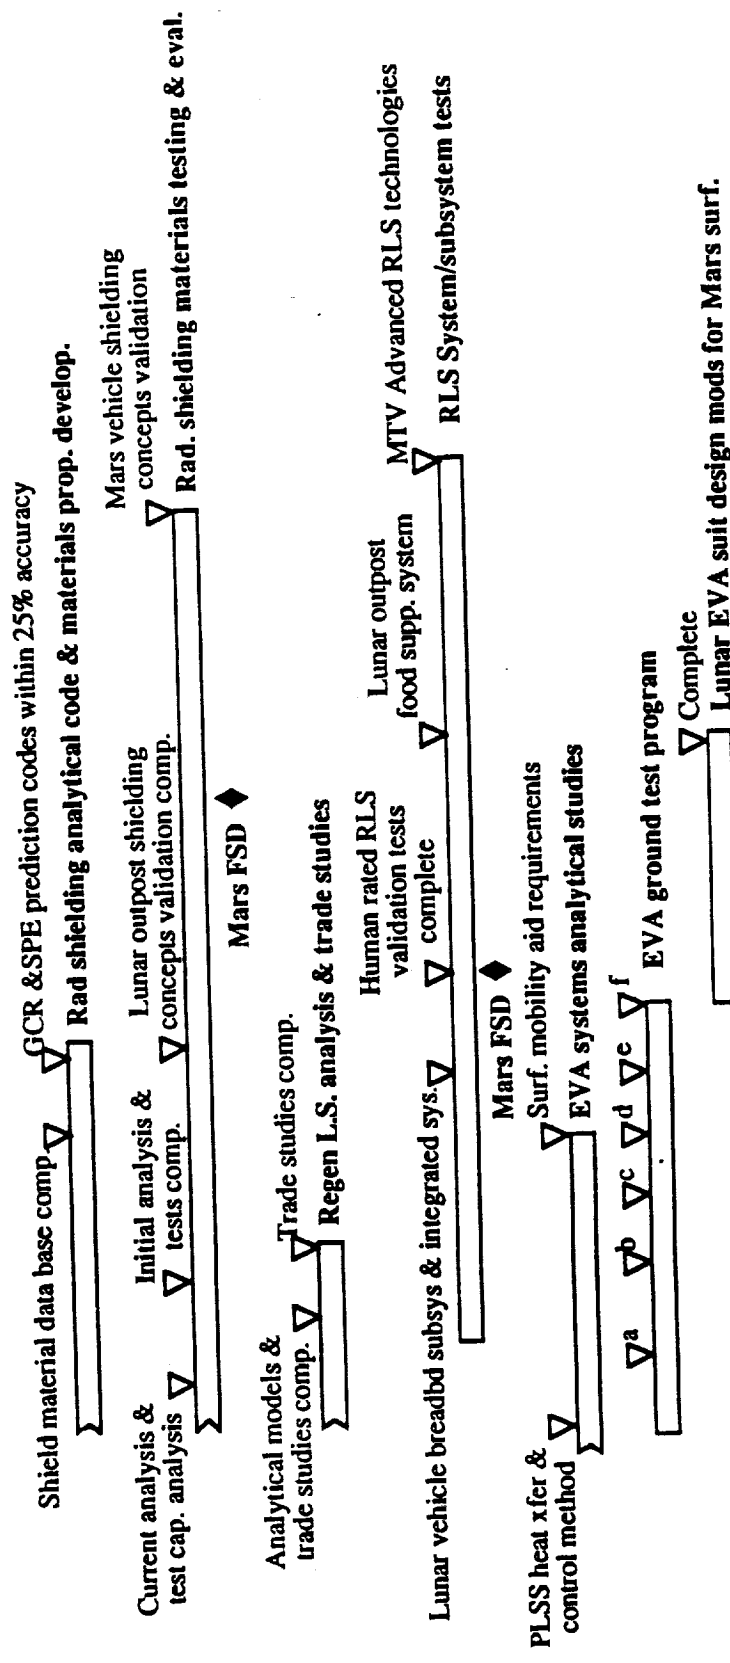 Shield material data base comp.
GCR &SPE prediction codes within 25% accuracy
Rad shielding analytical code & materials prop. develop.
Current analysis &
test cap. analysis
Initial analysis &
tests comp.
Lunar outpost shielding
concepts validation comp.
Mars vehicle shielding
concepts validation
Rad. shielding materials testing & eval.
Mars FSD
Analytical models &
trade studies comp.
Trade studies comp.
Regen L.S. analysis & trade studies
Lunar vehicle breadbd subsys & integrated sys.
Human rated RLS
validation tests
complete
Lunar outpost
food supp. system
MTV Advanced RLS technologies
RLS System/subsystem tests
Mars FSD
PLSS heat xfer &
control method
Surf. mobility aid requirements
EVA systems analytical studies
a b c d e f
EVA ground test program
Complete
Lunar EVA suit design mods for Mars surf.